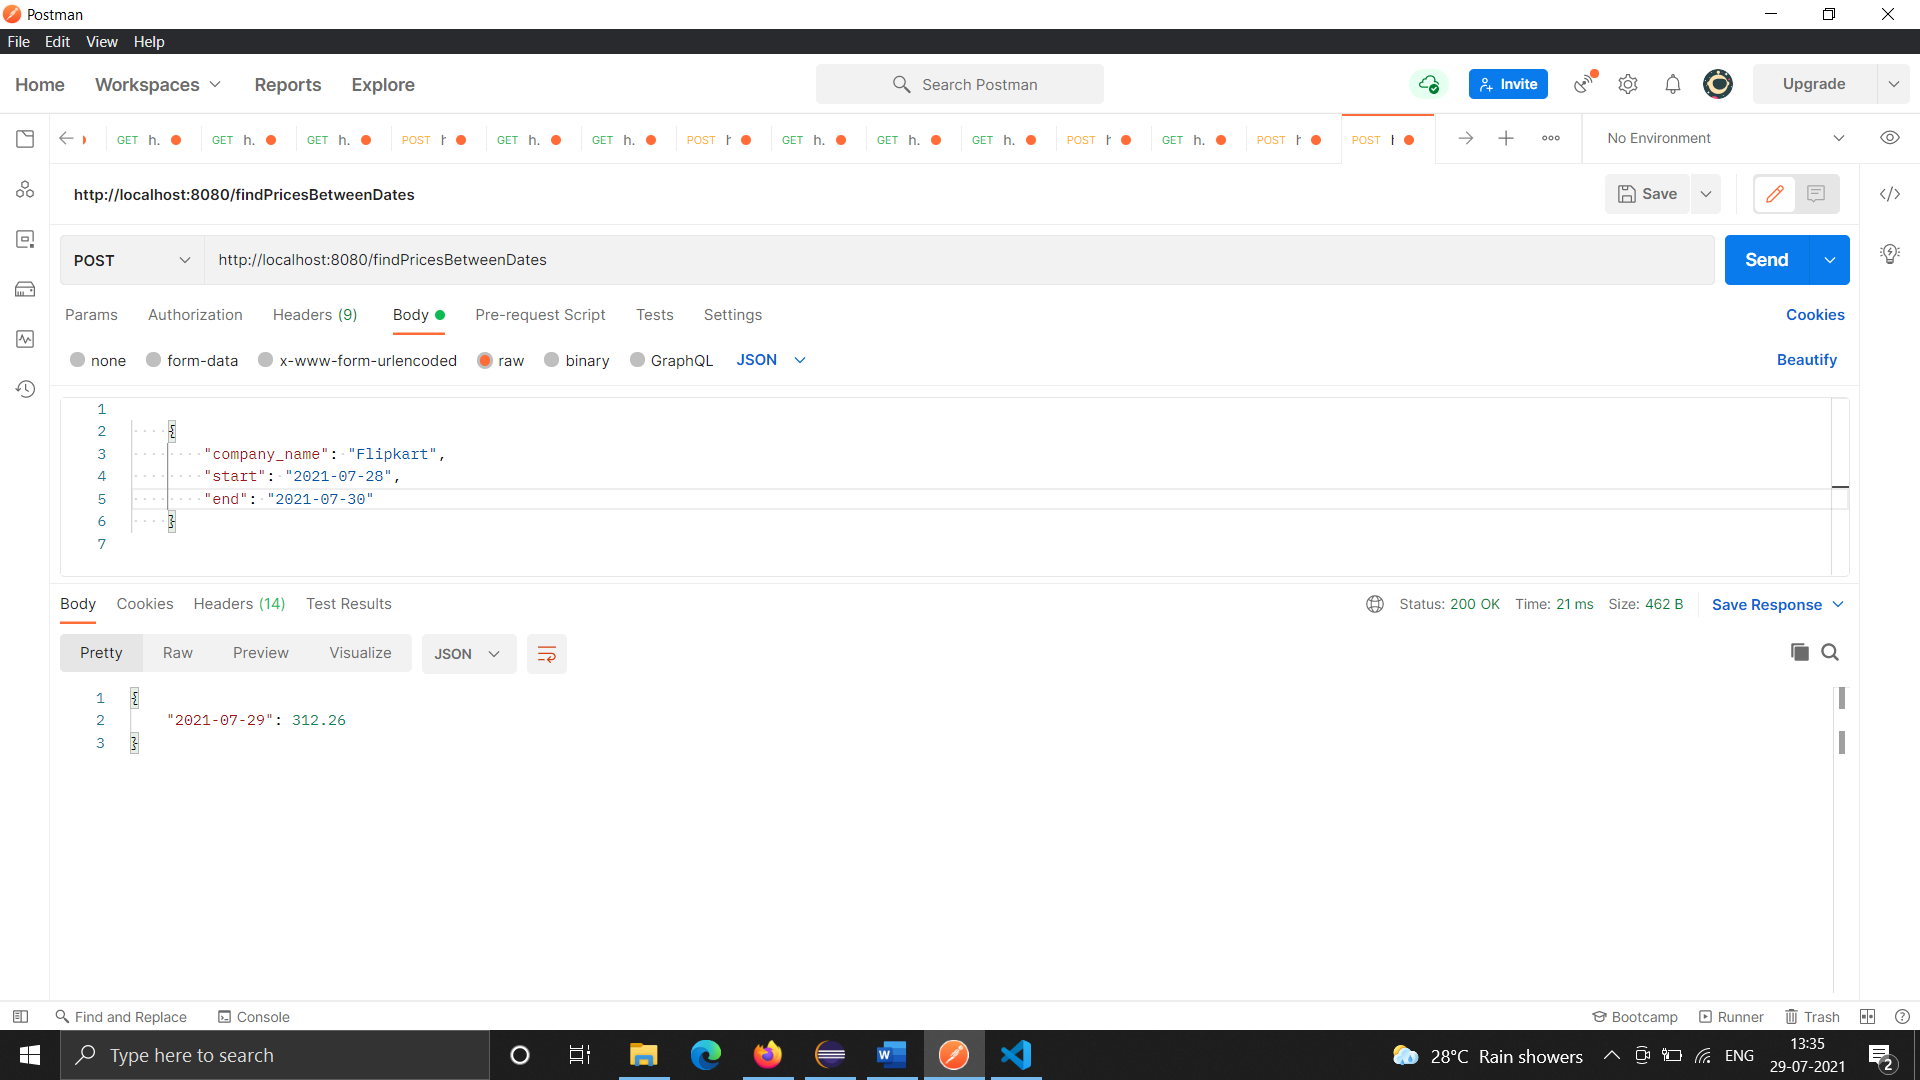 Postman
File Edit View Help
Home Workspaces Reports Explore Search Postman Invite Upgrade
GET h. GET h. GET h. POST h GET h. GET h. POST h GET h. GET h. GET h. POST h GET h. POST h POST h No Environment
http://localhost:8080/findPricesBetweenDates Save
POST http://localhost:8080/findPricesBetweenDates Send
Params Authorization Headers (9) Body Pre-request Script Tests Settings Cookies
none form-data x-www-form-urlencoded raw binary GraphQL JSON Beautify
1
2 {
3 "company_name": "Flipkart",
4 "start": "2021-07-28",
5 "end": "2021-07-30"
6 }
7
Body Cookies Headers (14) Test Results Status: 200 OK Time: 21 ms Size: 462 B Save Response
Pretty Raw Preview Visualize JSON
1 {
2 "2021-07-29": 312.26
3 }
Find and Replace Console Bootcamp Runner Trash
Type here to search 28°C Rain showers ENG 13:35
29-07-2021 2